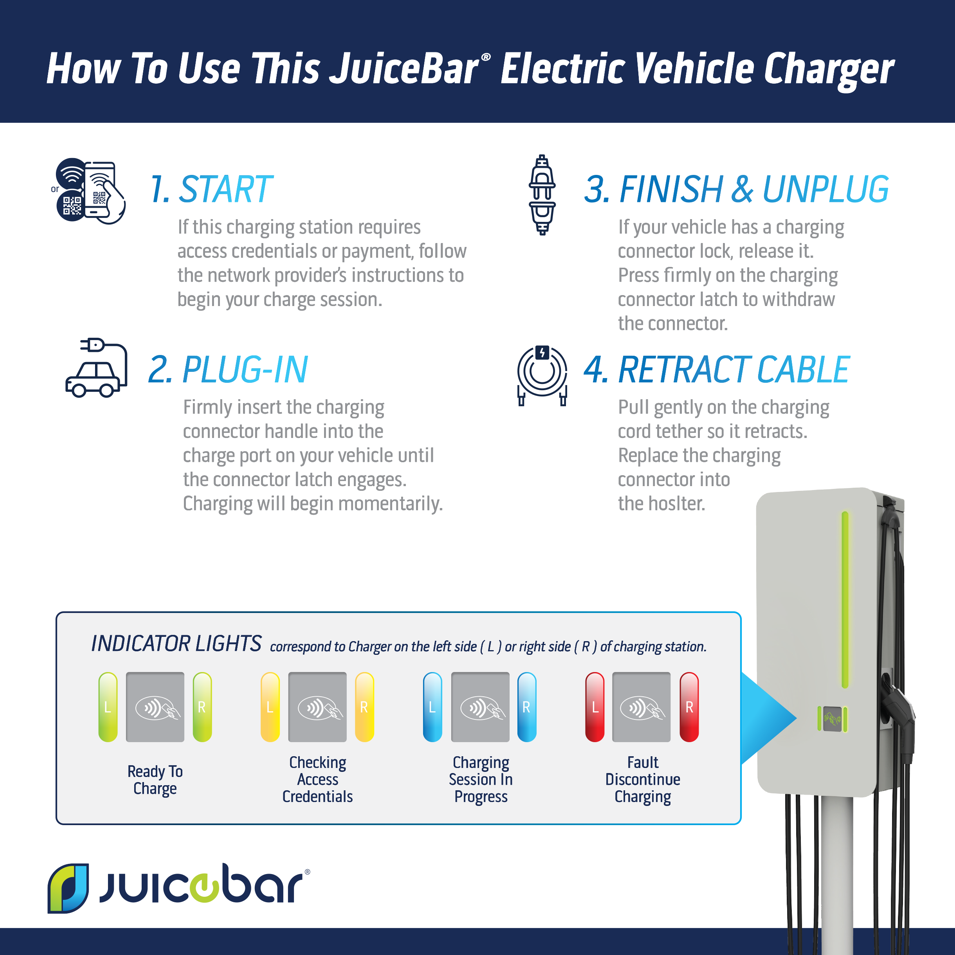 How To Use This JuiceBar® Electric Vehicle Charger
or
1. START
If this charging station requires
access credentials or payment, follow
the network provider's instructions to
begin your charge session.
2. PLUG-IN
Firmly insert the charging
connector handle into the
charge port on your vehicle until
the connector latch engages.
Charging will begin momentarily.
3. FINISH & UNPLUG
If your vehicle has a charging
connector lock, release it.
Press firmly on the charging
connector latch to withdraw
the connector.
4. RETRACT CABLE
Pull gently on the charging
cord tether so it retracts.
Replace the charging
connector into
the hoslter.
INDICATOR LIGHTS correspond to Charger on the left side ( L ) or right side ( R ) of charging station.
L R L R L R L R
Ready To
Charge
Checking
Access
Credentials
Charging
Session In
Progress
Fault
Discontinue
Charging
JUICebar®